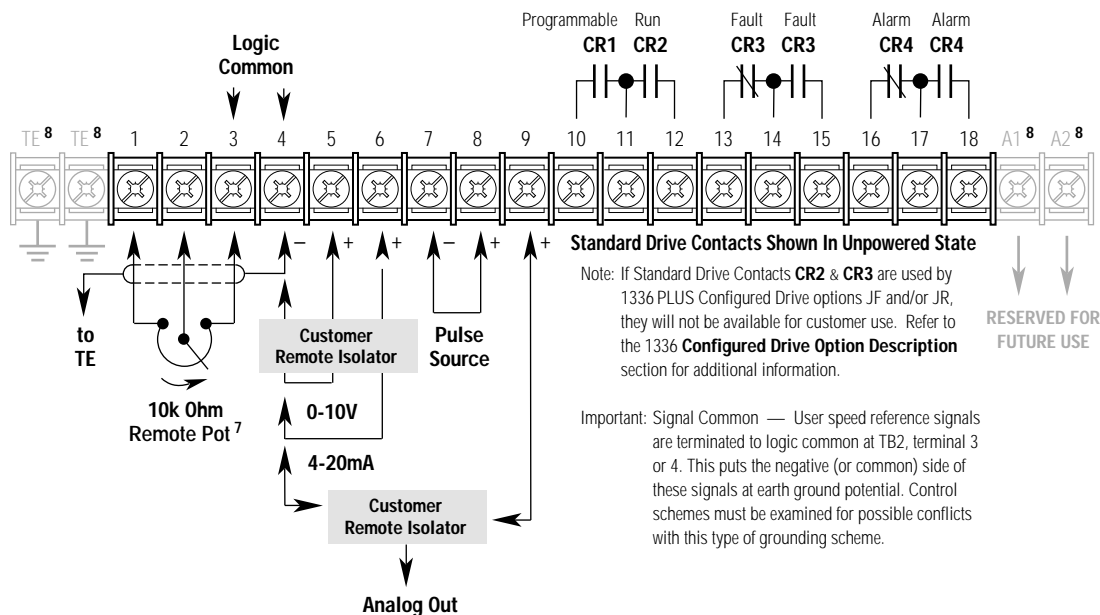 Programmable Run Fault Fault Alarm Alarm
CR1 CR2 CR3 CR3 CR4 CR4
Logic
Common
TE 8 TE 8 1 2 3 4 5 6 7 8 9 10 11 12 13 14 15 16 17 18 A1 8 A2 8
– + + – + +
to
TE
10k Ohm
Remote Pot 7
Customer
Remote Isolator
0-10V
4-20mA
Customer
Remote Isolator
Analog Out
Pulse
Source
Standard Drive Contacts Shown In Unpowered State
Note: If Standard Drive Contacts CR2 & CR3 are used by
1336 PLUS Configured Drive options JF and/or JR,
they will not be available for customer use. Refer to
the 1336 Configured Drive Option Description
section for additional information.
Important: Signal Common — User speed reference signals
are terminated to logic common at TB2, terminal 3
or 4. This puts the negative (or common) side of
these signals at earth ground potential. Control
schemes must be examined for possible conflicts
with this type of grounding scheme.
RESERVED FOR
FUTURE USE